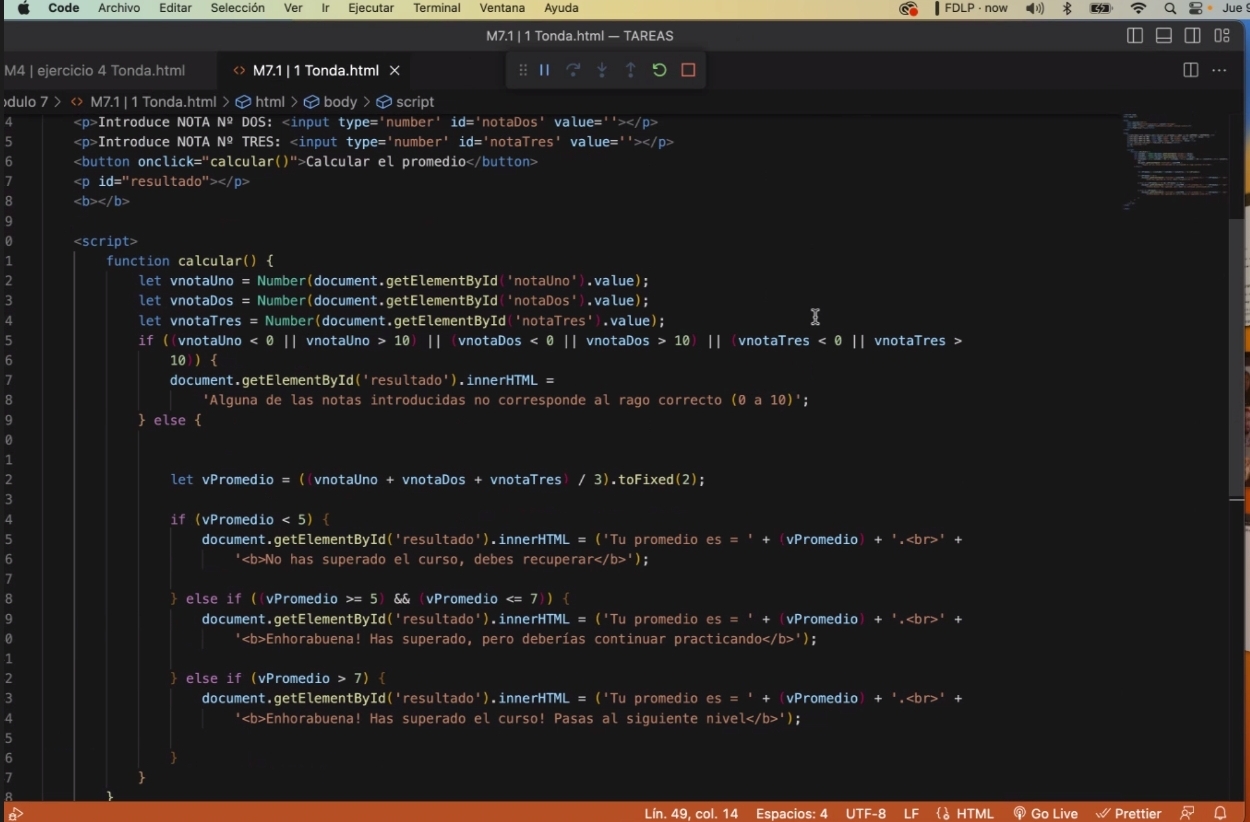 Code Archivo Editar Selección Ver Ir Ejecutar Terminal Ventana Ayuda FDLP · now Jue 9
M7.1 | 1 Tonda.html — TAREAS
M4 | ejercicio 4 Tonda.html <> M7.1 | 1 Tonda.html ×
odulo 7 > <> M7.1 | 1 Tonda.html > html > body > script
4 <p>Introduce NOTA Nº DOS: <input type='number' id='notaDos' value=''></p>
5 <p>Introduce NOTA Nº TRES: <input type='number' id='notaTres' value=''></p>
6 <button onclick="calcular()">Calcular el promedio</button>
7 <p id="resultado"></p>
8 <b></b>
9
0 <script>
1 function calcular() {
2 let vnotaUno = Number(document.getElementById('notaUno').value);
3 let vnotaDos = Number(document.getElementById('notaDos').value);
4 let vnotaTres = Number(document.getElementById('notaTres').value);
5 if ((vnotaUno < 0 || vnotaUno > 10) || (vnotaDos < 0 || vnotaDos > 10) || (vnotaTres < 0 || vnotaTres >
6 10)) {
7 document.getElementById('resultado').innerHTML =
8 'Alguna de las notas introducidas no corresponde al rago correcto (0 a 10)';
9 } else {
0
1
2 let vPromedio = ((vnotaUno + vnotaDos + vnotaTres) / 3).toFixed(2);
3
4 if (vPromedio < 5) {
5 document.getElementById('resultado').innerHTML = ('Tu promedio es = ' + (vPromedio) + '.<br>' +
6 '<b>No has superado el curso, debes recuperar</b>');
7
8 } else if ((vPromedio >= 5) && (vPromedio <= 7)) {
9 document.getElementById('resultado').innerHTML = ('Tu promedio es = ' + (vPromedio) + '.<br>' +
0 '<b>Enhorabuena! Has superado, pero deberías continuar practicando</b>');
1
2 } else if (vPromedio > 7) {
3 document.getElementById('resultado').innerHTML = ('Tu promedio es = ' + (vPromedio) + '.<br>' +
4 '<b>Enhorabuena! Has superado el curso! Pasas al siguiente nivel</b>');
5
6 }
7 }
8 }
Lín. 49, col. 14 Espacios: 4 UTF-8 LF HTML Go Live Prettier